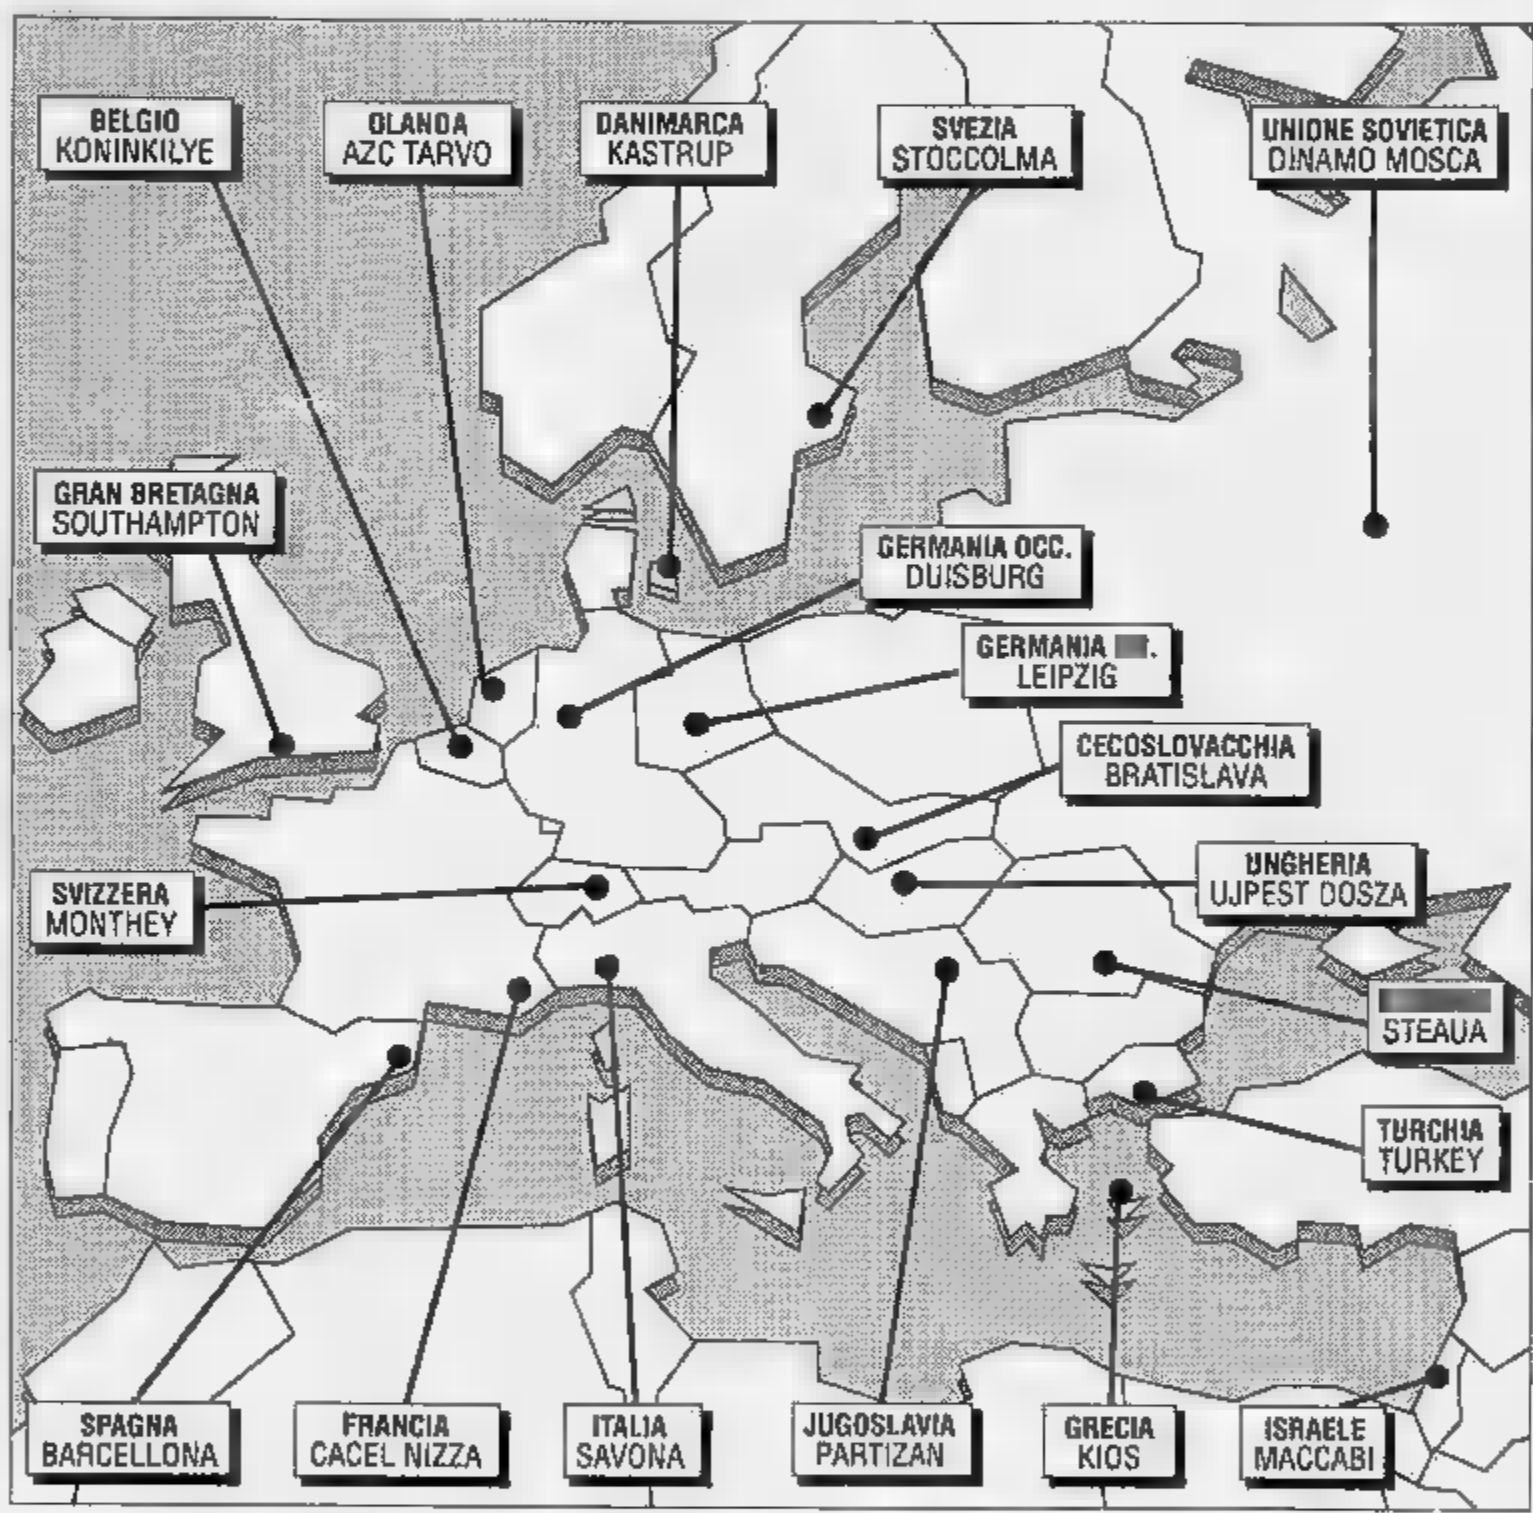 BELGIO
KONINKILYE
OLANDA
AZC TARVO
DANIMARCA
KASTRUP
SVEZIA
STOCCOLMA
UNIONE SOVIETICA
DINAMO MOSCA
GRAN BRETAGNA
SOUTHAMPTON
GERMANIA OCC.
DUISBURG
GERMANIA
LEIPZIG
CECOSLOVACCHIA
BRATISLAVA
UNGHERIA
UJPEST DOSZA
SVIZZERA
MONTHEY
STEAUA
TURCHIA
TURKEY
SPAGNA
BARCELLONA
FRANCIA
CACEL NIZZA
ITALIA
SAVONA
JUGOSLAVIA
PARTIZAN
GRECIA
KIOS
ISRAELE
MACCABI